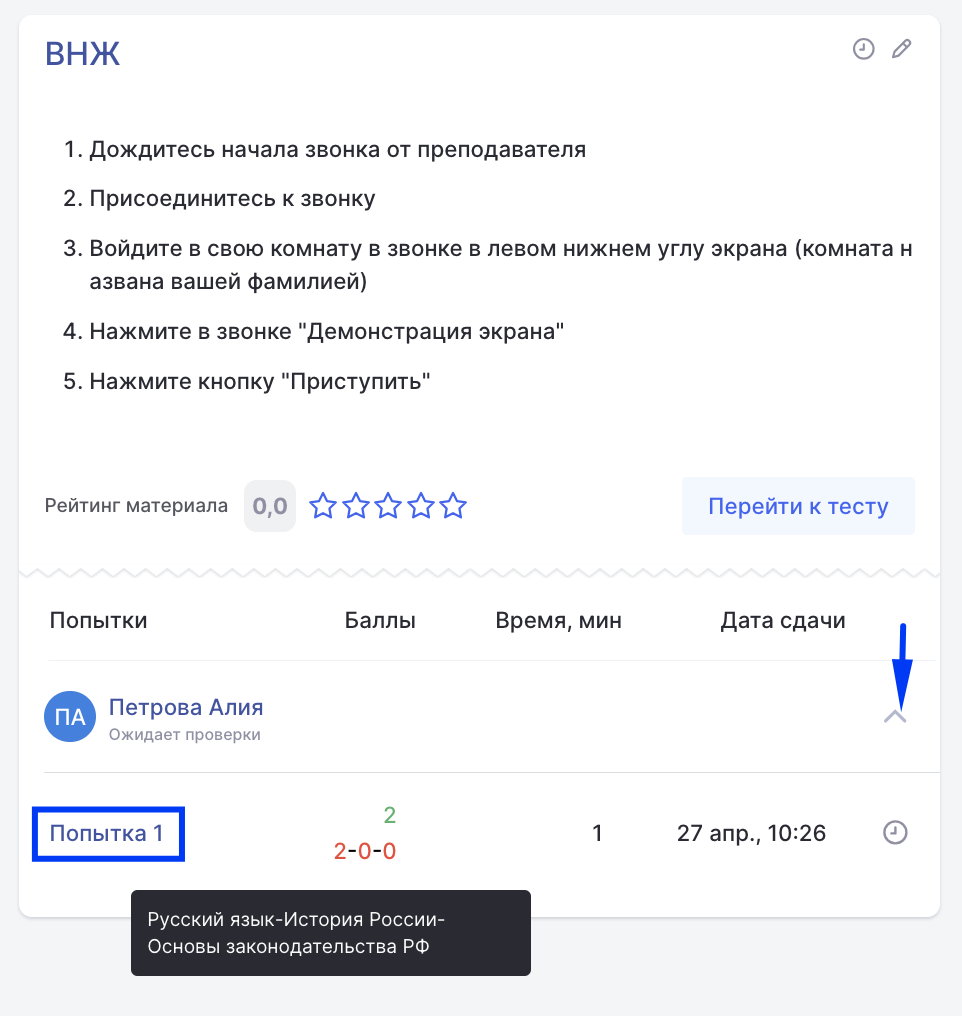 ВНЖ
1. Дождитесь начала звонка от преподавателя
2. Присоединитесь к звонку
3. Войдите в свою комнату в звонке в левом нижнем углу экрана (комната н
азвана вашей фамилией)
4. Нажмите в звонке "Демонстрация экрана"
5. Нажмите кнопку "Приступить"
Рейтинг материала 0,0 Перейти к тесту
Попытки Баллы Время, мин Дата сдачи
ПА Петрова Алия
Ожидает проверки
2
Попытка 1 1 27 апр., 10:26
2-0-0
Русский язык-История России-
Основы законодательства РФ